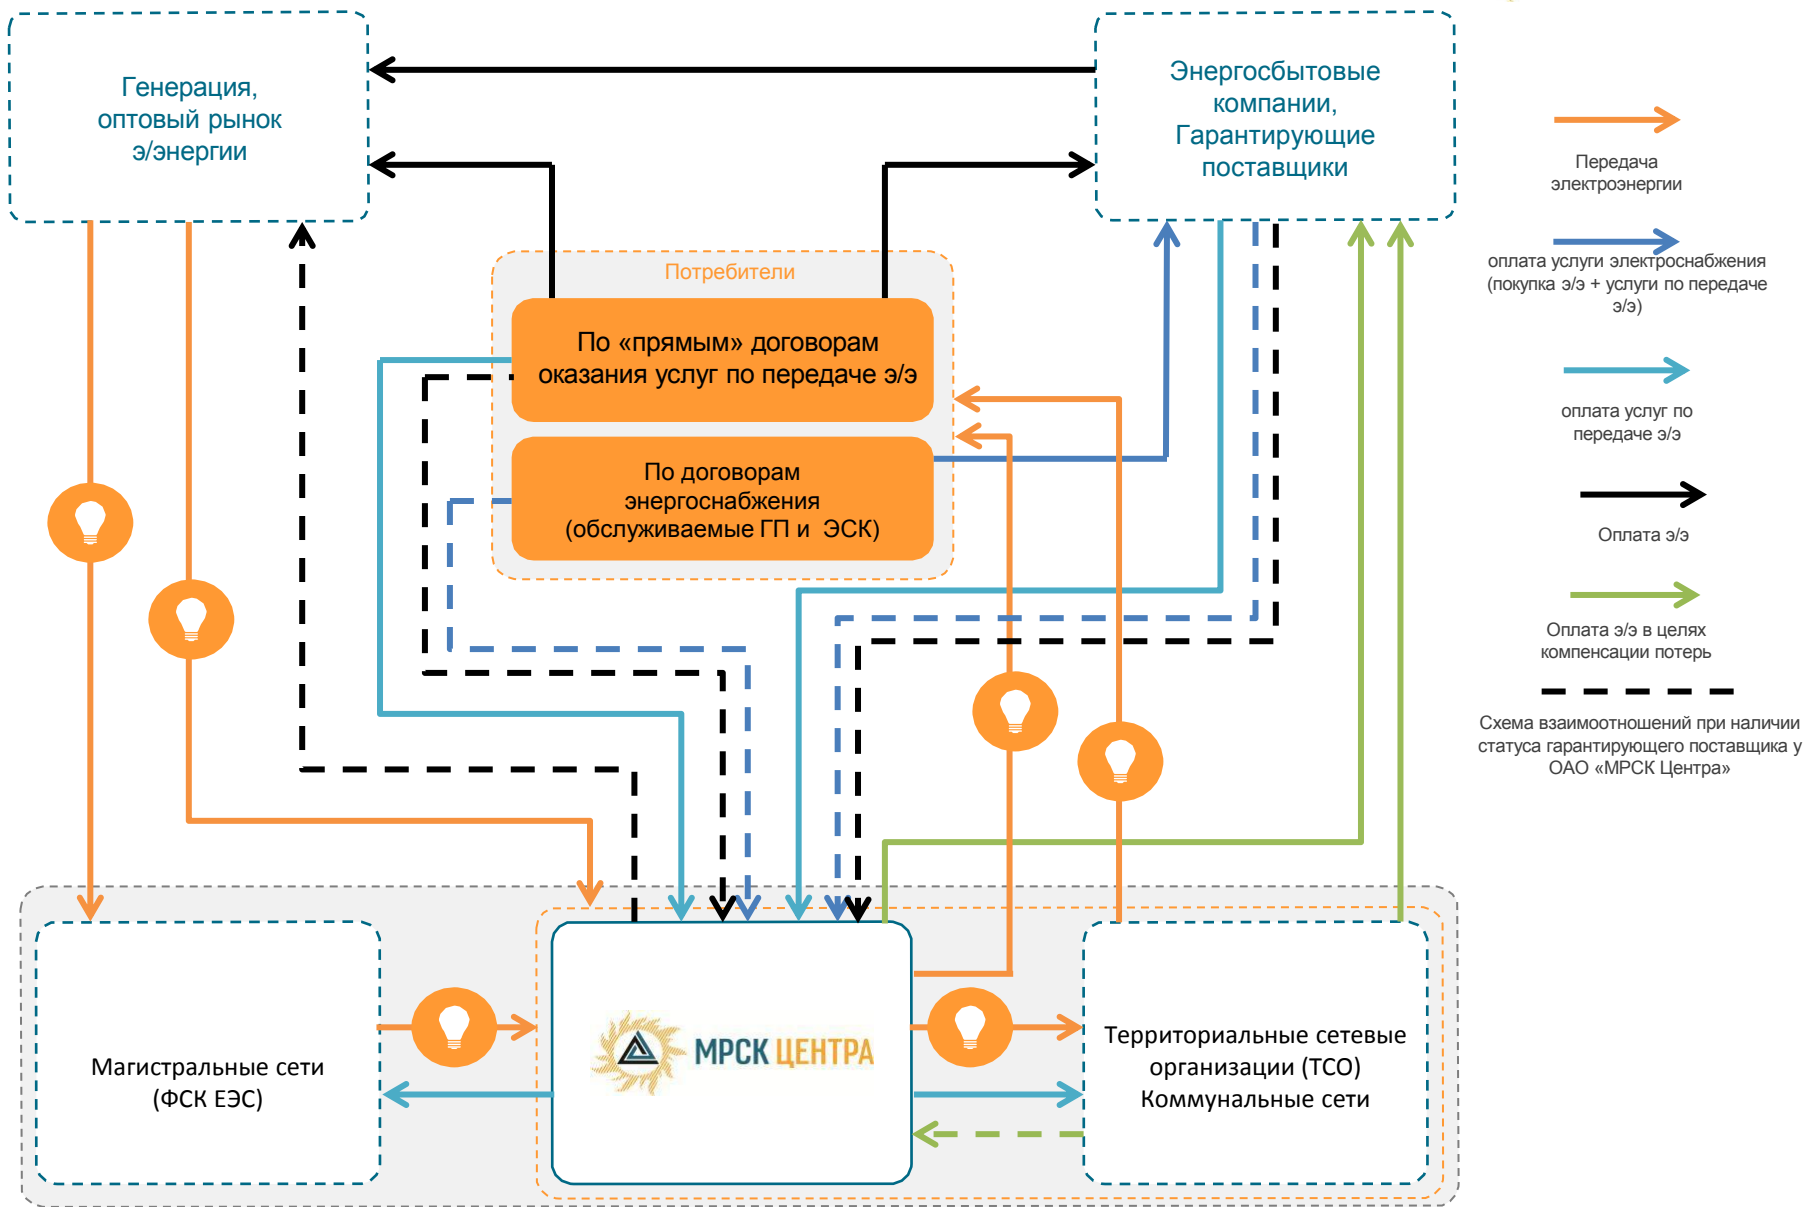 Генерация,
оптовый рынок
э/энергии
Энергосбытовые
компании,
Гарантирующие
поставщики
Потребители
По «прямым» договорам
оказания услуг по передаче э/э
По договорам
энергоснабжения
(обслуживаемые ГП и ЭСК)
Передача
электроэнергии
оплата услуги электроснабжения
(покупка э/э + услуги по передаче
э/э)
оплата услуг по
передаче э/э
Оплата э/э
Оплата э/э в целях
компенсации потерь
Схема взаимоотношений при наличии
статуса гарантирующего поставщика у
ОАО «МРСК Центра»
Магистральные сети
(ФСК ЕЭС)
МРСК ЦЕНТРА
Территориальные сетевые
организации (ТСО)
Коммунальные сети